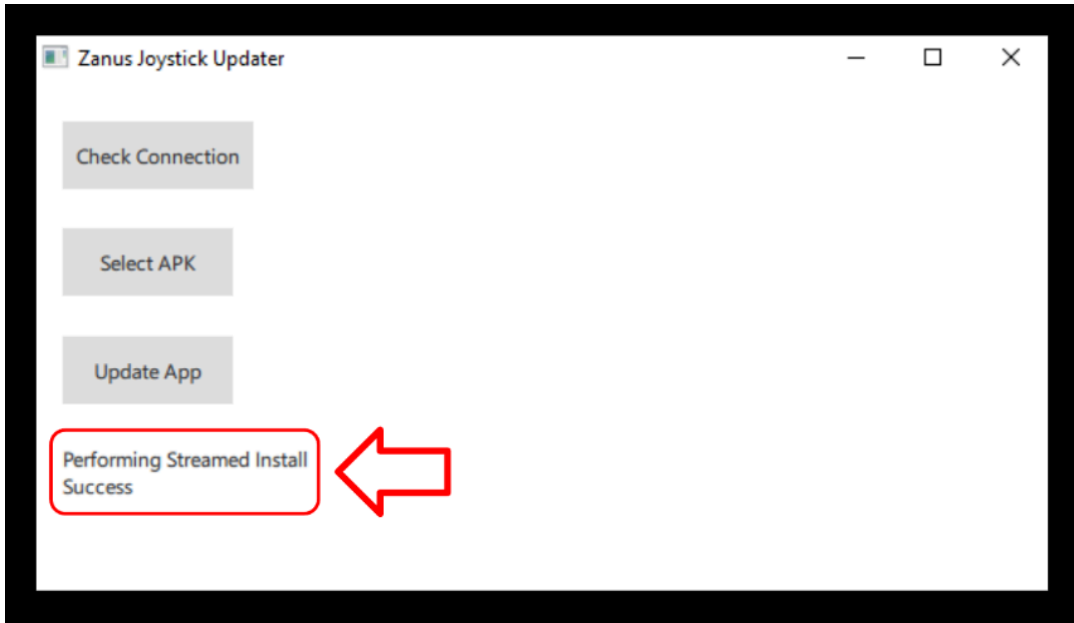 Zanus Joystick Updater
Check Connection
Select APK
Update App
Performing Streamed Install
Success